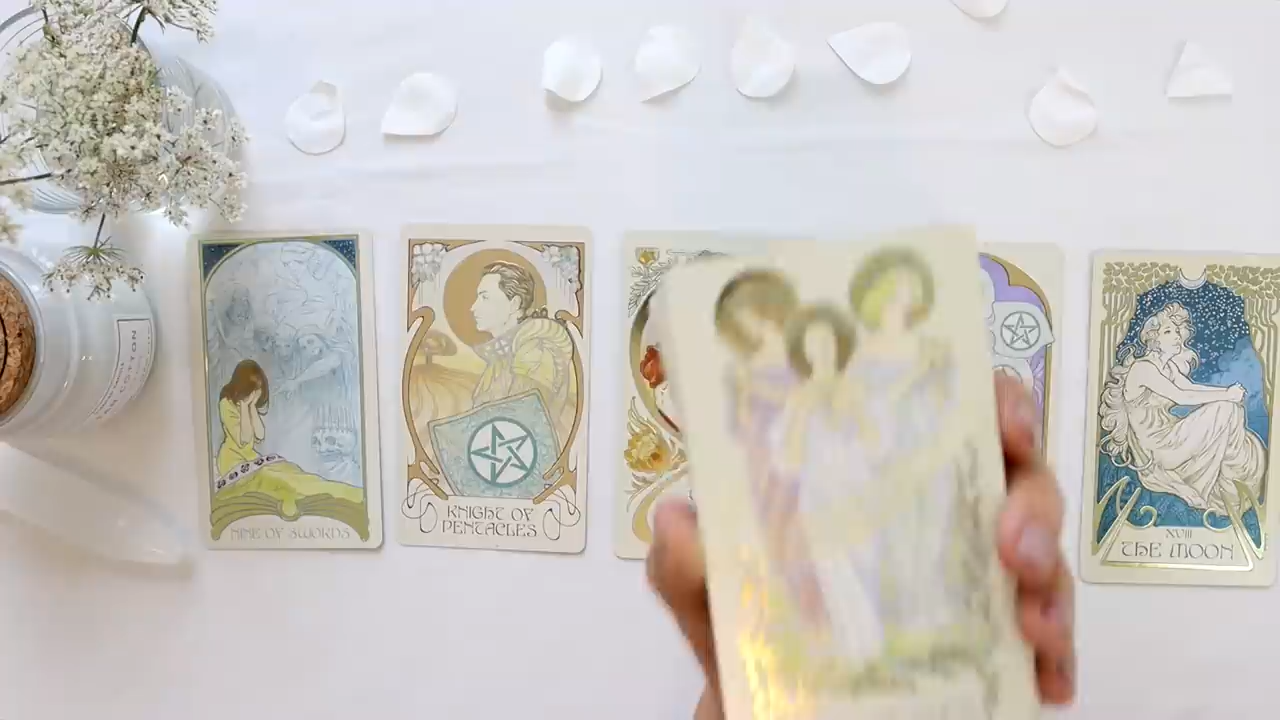 NINE OF SWORDS
KNIGHT OF
PENTACLES
XVIII
THE MOON